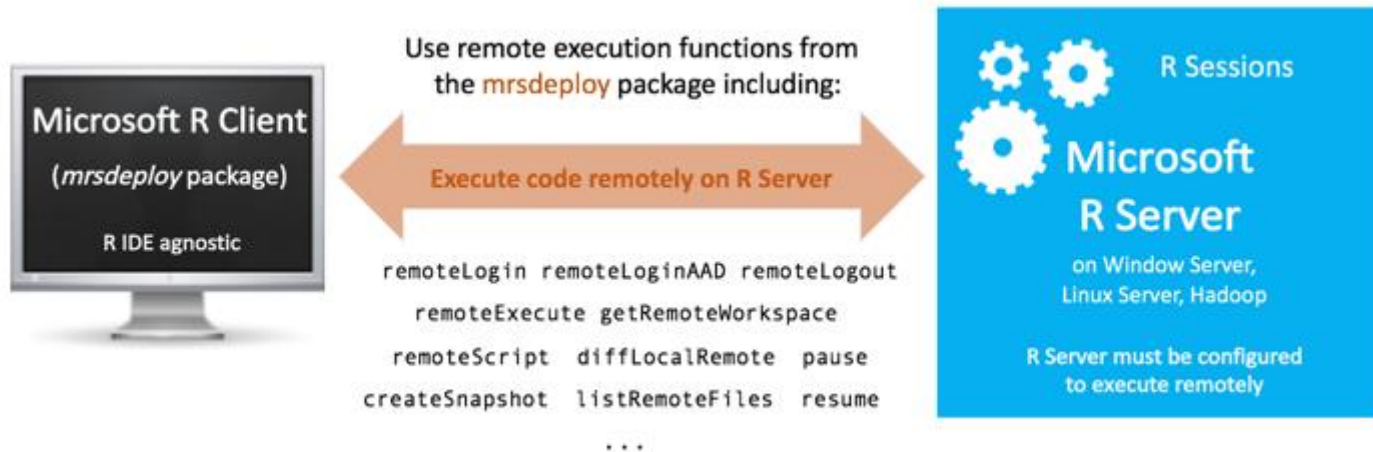 Microsoft R Client
(mrsdeploy package)
R IDE agnostic
Use remote execution functions from
the mrsdeploy package including:
Execute code remotely on R Server
remoteLogin remoteLoginAAD remoteLogout
remoteExecute getRemoteWorkspace
remoteScript diffLocalRemote pause
createSnapshot listRemoteFiles resume
...
R Sessions
Microsoft
R Server
on Window Server,
Linux Server, Hadoop
R Server must be configured
to execute remotely